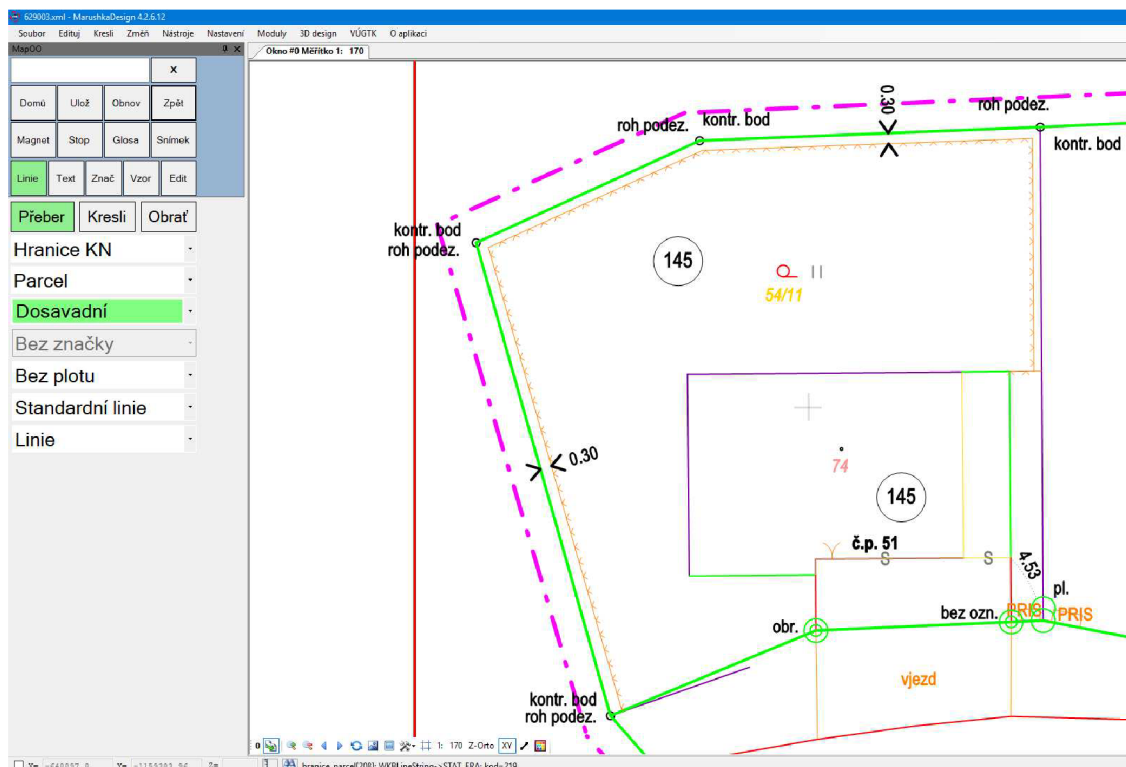 629003.xml - MarushkaDesign 4.2.6.12
Soubor Edituj Kresli Změň Nástroje Nastavení Moduly 3D design VÚGTK O aplikaci
MapOO
Okno #0 Měřítko 1: 170
x
Domů Ulož Obnov Zpět
Magnet Stop Glosa Snímek
Linie Text Znač Vzor Edit
Přeber Kresli Obrať
Hranice KN
Parcel
Dosavadní
Bez značky
Bez plotu
Standardní linie
Linie
0.30
roh podez.
kontr. bod
roh podez.
kontr. bod
kontr. bod
roh podez.
145
54/11
0.30
74
145
č.p. 51
S
S
4.53
pl.
bez ozn.
PRIS
PRIS
obr.
vjezd
kontr. bod
roh podez.
1: 170 Z-Orto XV